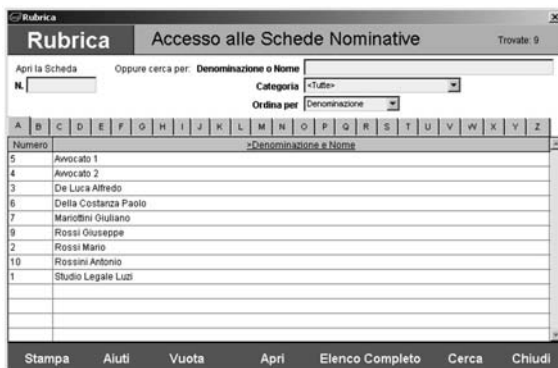 Rubrica
Rubrica Accesso alle Schede Nominative Trovate: 9
Apri la Scheda Oppure cerca per: Denominazione o Nome
N. Categoria <Tutte>
Ordina per Denominazione
A B C D E F G H I J K L M N O P Q R S T U V W X Y Z
Numero >Denominazione e Nome
5 Avvocato 1
4 Avvocato 2
3 De Luca Alfredo
6 Della Costanza Paolo
7 Mariottini Giuliano
9 Rossi Giuseppe
2 Rossi Mario
10 Rossini Antonio
1 Studio Legale Luzi
Stampa Aiuti Vuota Apri Elenco Completo Cerca Chiudi